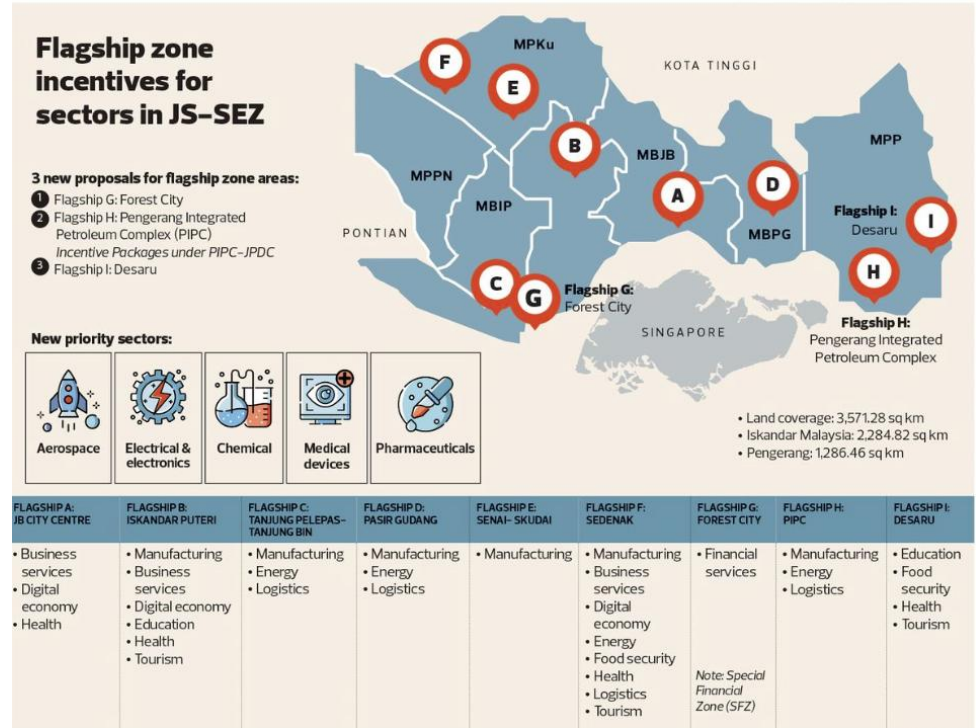 Flagship zone
incentives for
sectors in JS-SEZ
3 new proposals for flagship zone areas:
1 Flagship G: Forest City
2 Flagship H: Pengerang Integrated
Petroleum Complex (PIPC)
Incentive Packages under PIPC-JPDC
3 Flagship I: Desaru
MPKu
KOTA TINGGI
F
E
B
MBJB
MPP
MPPN
MBIP
A
D
Flagship I:
Desaru
I
PONTIAN
MBPG
H
C
G
Flagship G:
Forest City
SINGAPORE
Flagship H:
Pengerang Integrated
Petroleum Complex
New priority sectors:
Aerospace
Electrical &
electronics
Chemical
Medical
devices
Pharmaceuticals
• Land coverage: 3,571.28 sq km
• Iskandar Malaysia: 2,284.82 sq km
• Pengerang: 1,286.46 sq km
FLAGSHIP A:
JB CITY CENTRE
• Business
services
• Digital
economy
• Health
FLAGSHIP B:
ISKANDAR PUTERI
• Manufacturing
• Business
services
• Digital economy
• Education
• Health
• Tourism
FLAGSHIP C:
TANJUNG PELEPAS-
TANJUNG BIN
• Manufacturing
• Energy
• Logistics
FLAGSHIP D:
PASIR GUDANG
• Manufacturing
• Energy
• Logistics
FLAGSHIP E:
SENAI- SKUDAI
• Manufacturing
FLAGSHIP F:
SEDENAK
• Manufacturing
• Business
services
• Digital
economy
• Energy
• Food security
• Health
• Logistics
• Tourism
FLAGSHIP G:
FOREST CITY
• Financial
services
Note: Special
Financial
Zone (SFZ)
FLAGSHIP H:
PIPC
• Manufacturing
• Energy
• Logistics
FLAGSHIP I:
DESARU
• Education
• Food
security
• Health
• Tourism